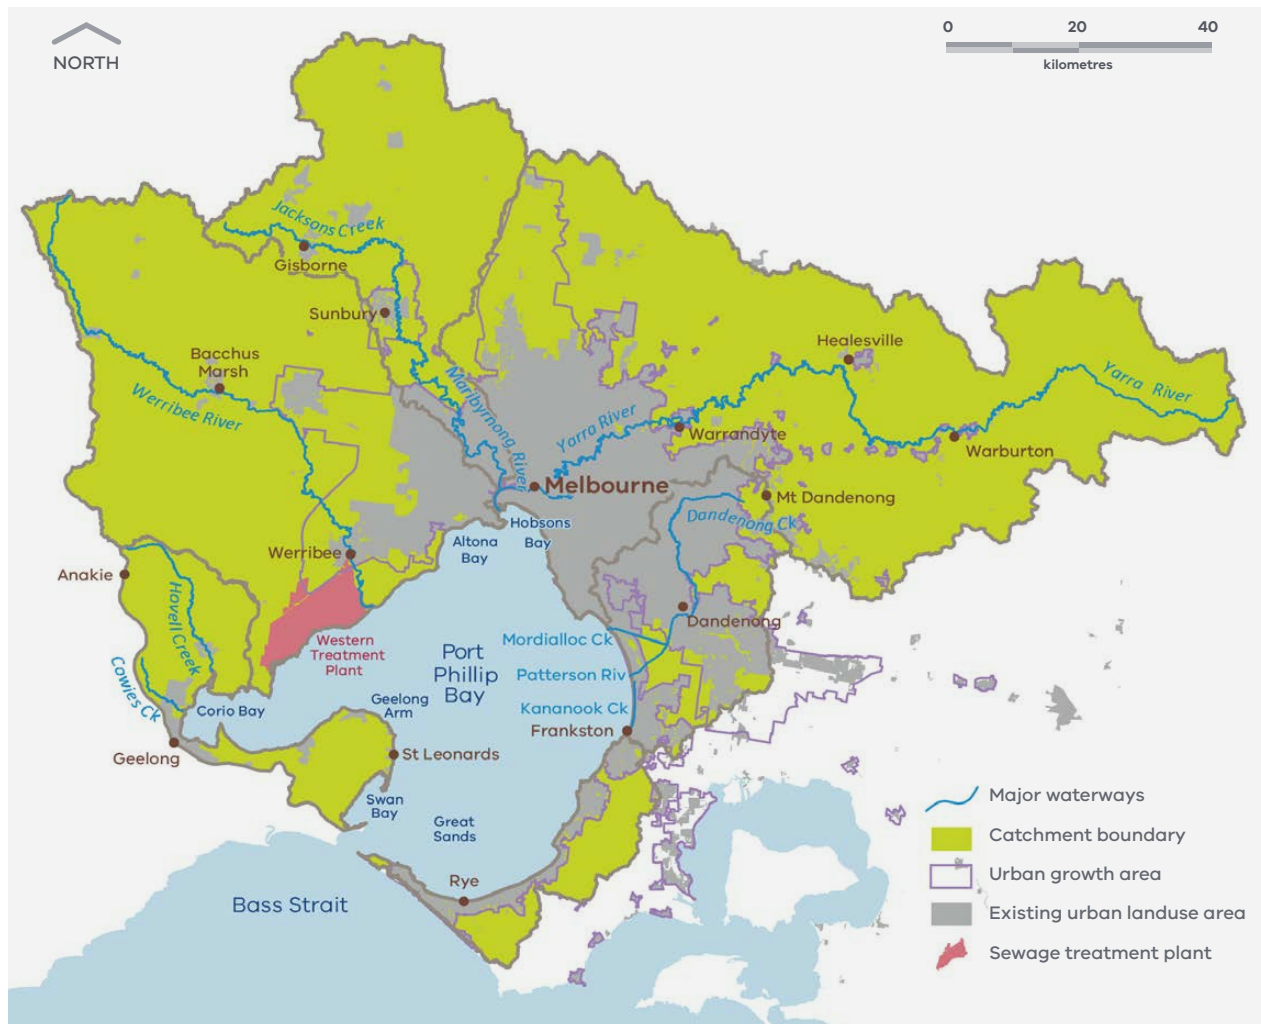 NORTH
0 20 40
kilometres
Jacksons Creek
Gisborne
Sunbury
Bacchus
Marsh
Werribee River
Maribyrnong River
Healesville
Yarra River
Yarra River
Warrandyte
Warburton
Melbourne
Mt Dandenong
Dandenong Ck
Hobsons
Bay
Altona
Bay
Werribee
Anakie
Hovell Creek
Cowies Ck
Western
Treatment
Plant
Port
Phillip
Bay
Mordialloc Ck
Dandenong
Patterson Riv
Kananook Ck
Frankston
Geelong
Arm
Corio Bay
Geelong
St Leonards
Swan
Bay
Great
Sands
Rye
Bass Strait
Major waterways
Catchment boundary
Urban growth area
Existing urban landuse area
Sewage treatment plant